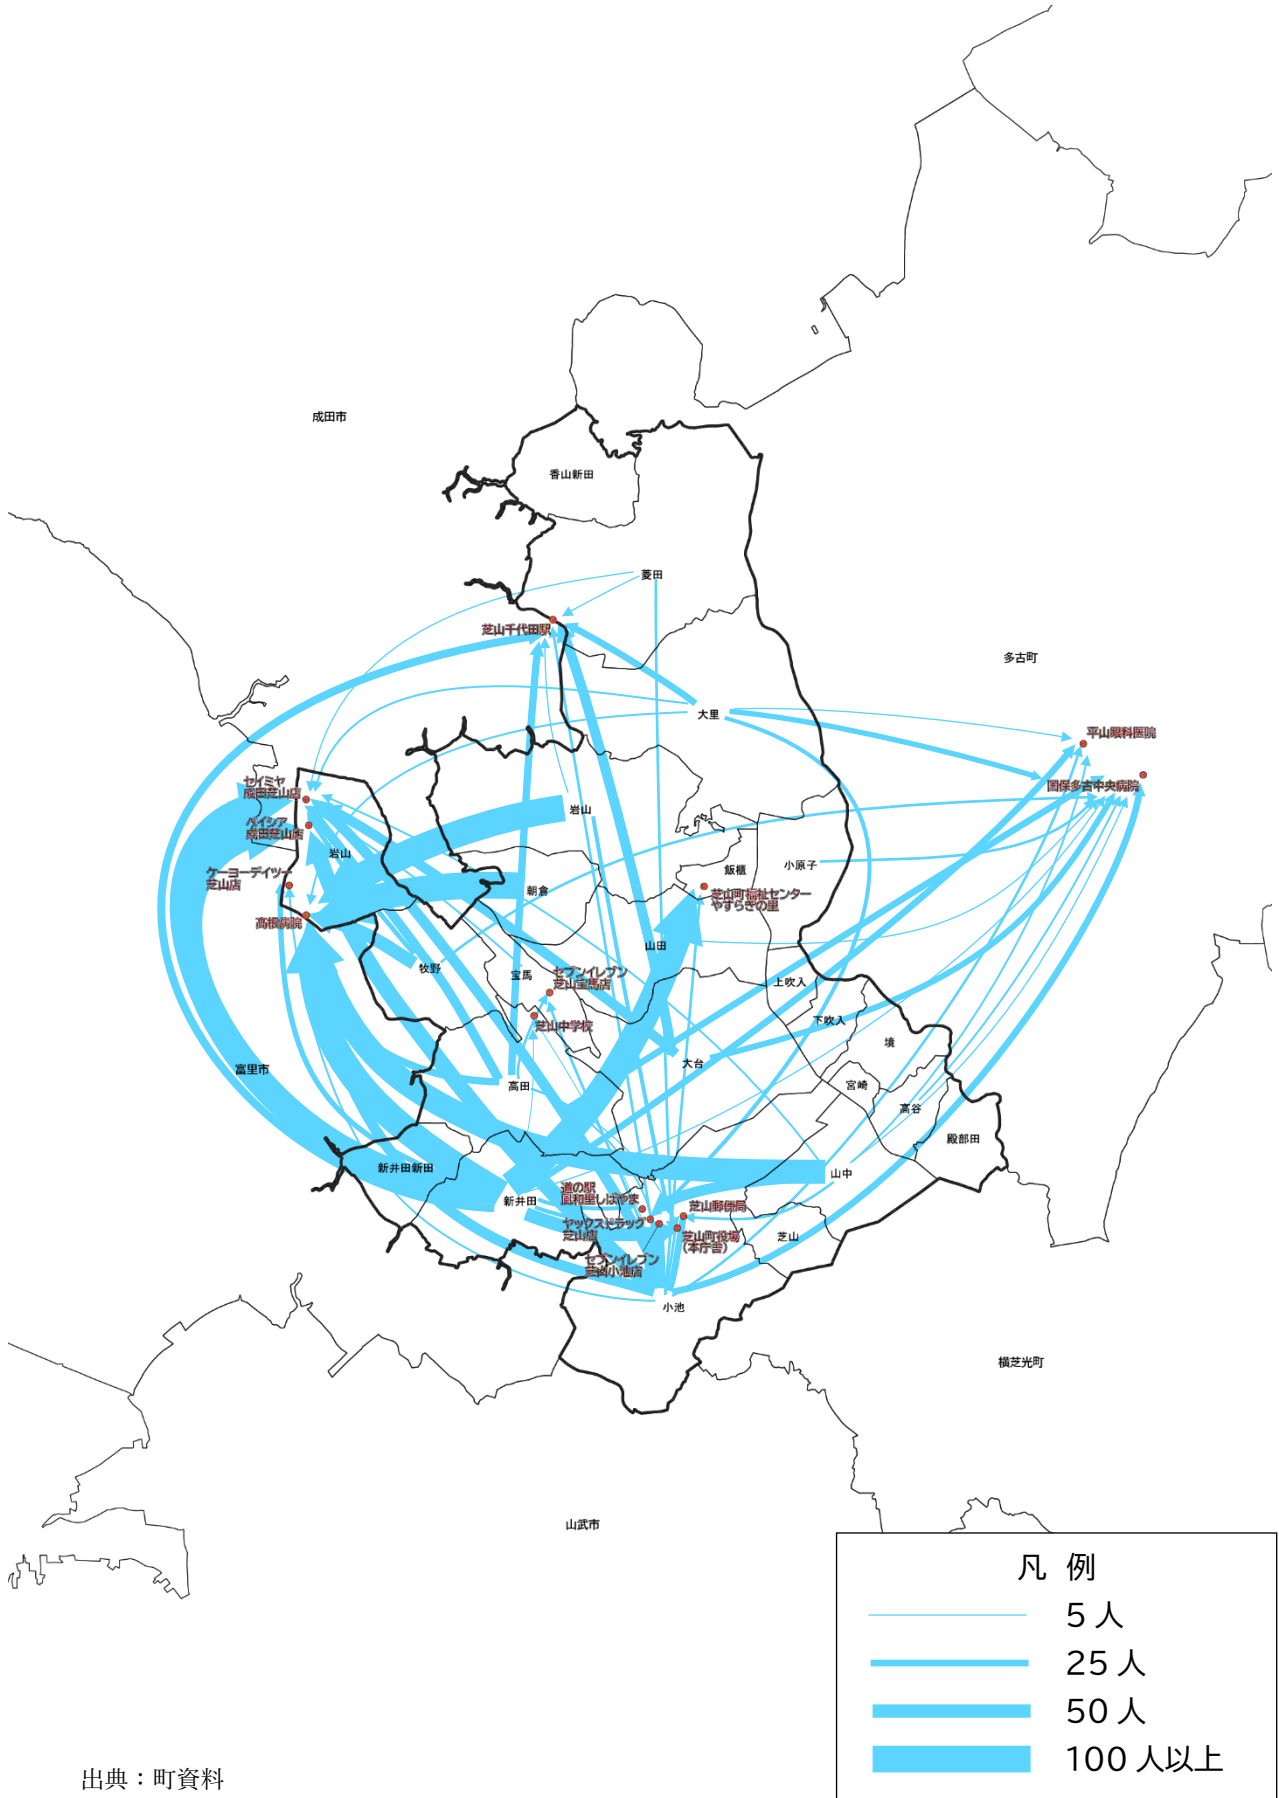 成田市
香山新田
菱田
芝山千代田駅
多古町
大里
平山眼科医院
国保多古中央病院
セイミヤ
成田芝山店
ベイシア
成田芝山店
岩山
岩山
ケーヨーデイツー
芝山店
高根病院
朝倉
飯櫃
小原子
芝山町福祉センター
やすらぎの里
山田
牧野
宝馬
セブンイレブン
芝山宝馬店
上吹入
芝山中学校
下吹入
境
富里市
高田
大台
宮崎
高谷
殿部田
新井田新田
山中
新井田
道の駅
風和里しばやま
芝山郵便局
ヤックスドラッグ
芝山店
芝山町役場
(本庁舎)
芝山
セブンイレブン
芝山小池店
小池
横芝光町
山武市
凡 例
5人
25人
50人
100人以上
出典：町資料